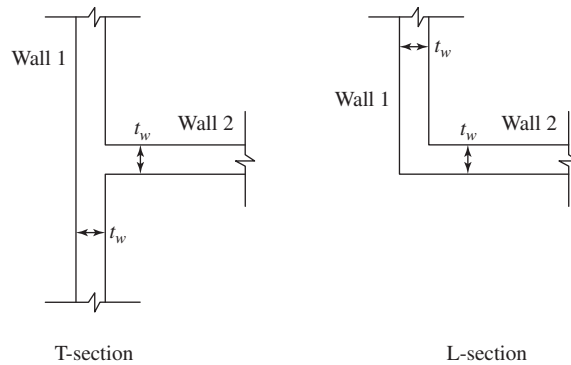 Wall 1
t_w
Wall 2
t_w
T-section
t_w
Wall 1
t_w
Wall 2
L-section